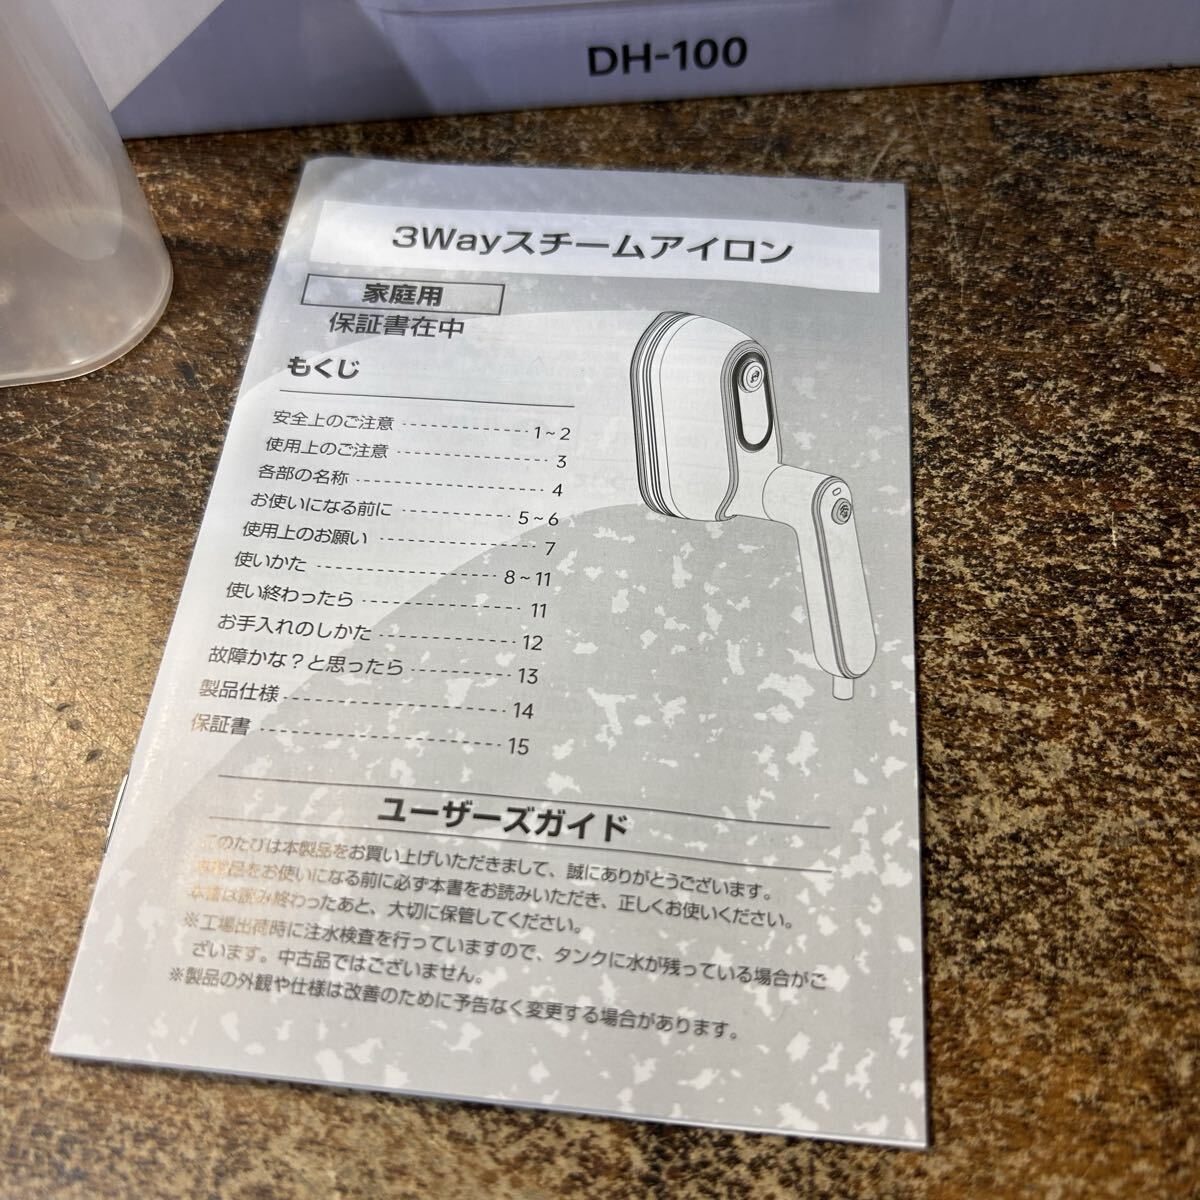 DH-100
3Wayスチームアイロン
家庭用
保証書在中
もくじ
安全上のご注意 1~2
使用上のご注意 3
各部の名称 4
お使いになる前に 5~6
使用上のお願い 7
使いかた 8~11
使い終わったら 11
お手入れのしかた 12
故障かな？と思ったら 13
製品仕様 14
保証書 15
ユーザーズガイド
このたびは本製品をお買い上げいただきまして、誠にありがとうございます。
本製品をお使いになる前に必ず本書をお読みいただき、正しくお使いください。
本書は読み終わったあと、大切に保管してください。
※工場出荷時に注水検査を行っていますので、タンクに水が残っている場合がご
ざいます。中古品ではございません。
※製品の外観や仕様は改善のために予告なく変更する場合があります。